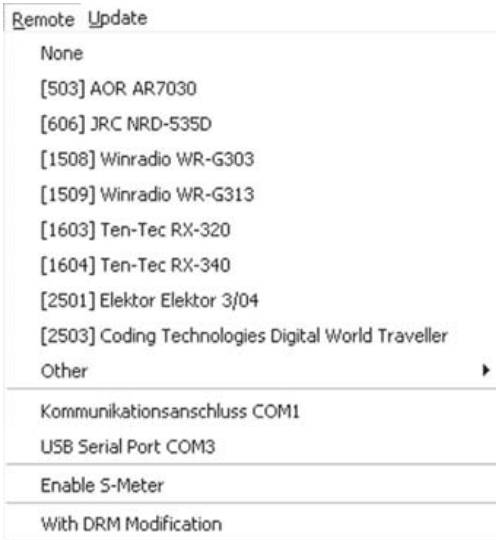 Remote Update
None
[503] AOR AR7030
[606] JRC NRD-535D
[1508] Winradio WR-G303
[1509] Winradio WR-G313
[1603] Ten-Tec RX-320
[1604] Ten-Tec RX-340
[2501] Elektor Elektor 3/04
[2503] Coding Technologies Digital World Traveller
Other
Kommunikationsanschluss COM1
USB Serial Port COM3
Enable S-Meter
With DRM Modification